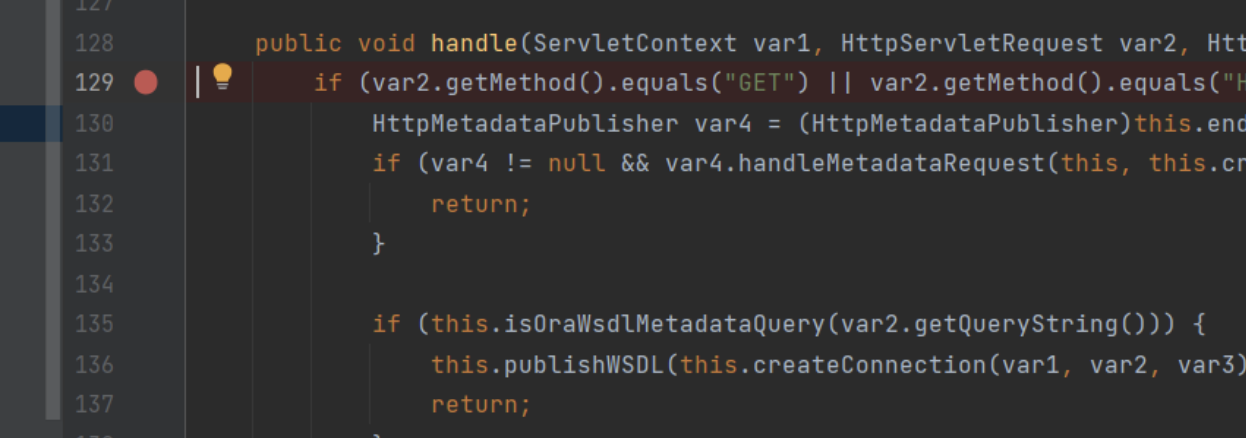 127
128 public void handle(ServletContext var1, HttpServletRequest var2, Htt
129 if (var2.getMethod().equals("GET") || var2.getMethod().equals("H
130 HttpMetadataPublisher var4 = (HttpMetadataPublisher)this.end
131 if (var4 != null && var4.handleMetadataRequest(this, this.cr
132 return;
133 }
134
135 if (this.isOraWsdlMetadataQuery(var2.getQueryString())) {
136 this.publishWSDL(this.createConnection(var1, var2, var3)
137 return;
138 }